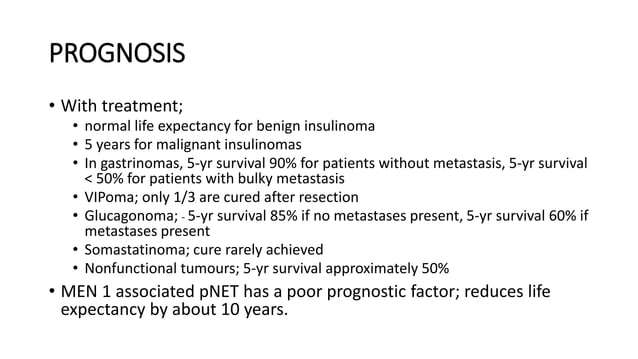 PROGNOSIS
• With treatment;
• normal life expectancy for benign insulinoma
• 5 years for malignant insulinomas
• In gastrinomas, 5-yr survival 90% for patients without metastasis, 5-yr survival
< 50% for patients with bulky metastasis
• VIPoma; only 1/3 are cured after resection
• Glucagonoma; - 5-yr survival 85% if no metastases present, 5-yr survival 60% if
metastases present
• Somastatinoma; cure rarely achieved
• Nonfunctional tumours; 5-yr survival approximately 50%
• MEN 1 associated pNET has a poor prognostic factor; reduces life
expectancy by about 10 years.